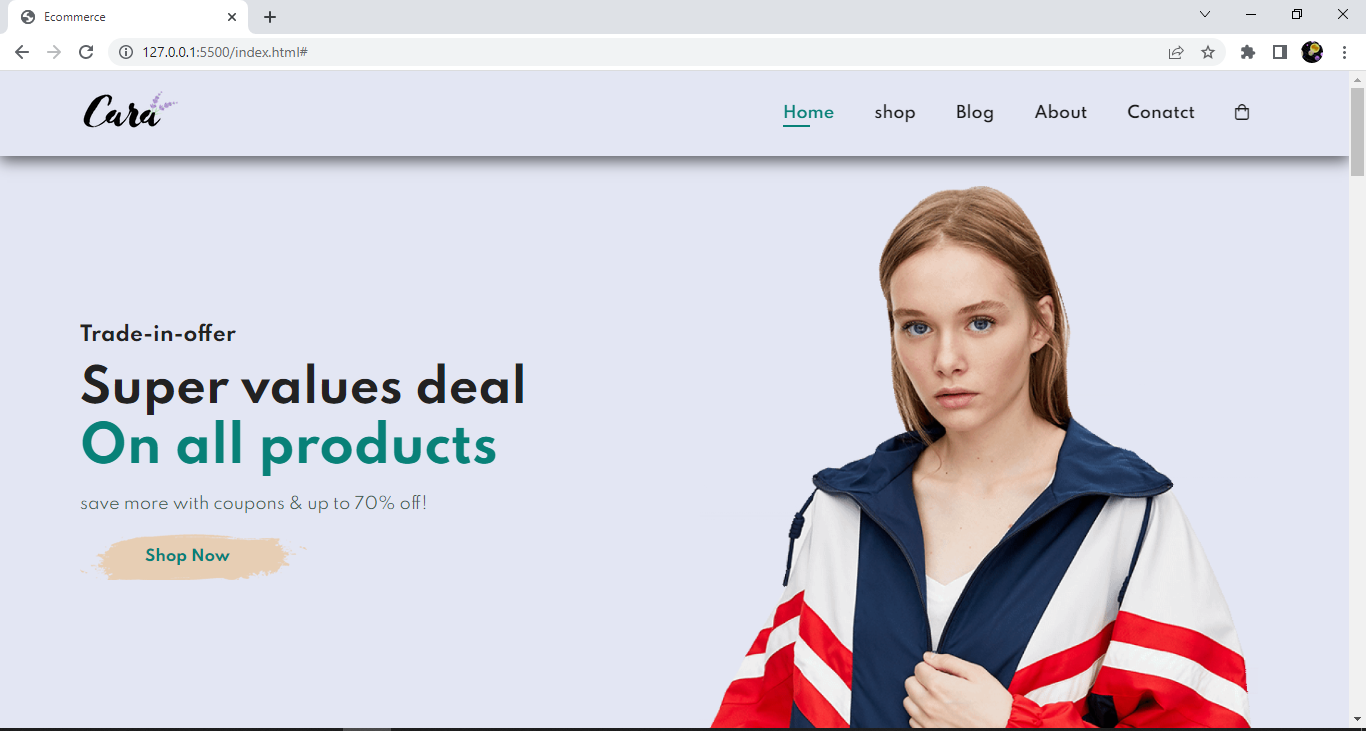 Ecommerce
127.0.0.1:5500/index.html#
Cara
Home shop Blog About Conatct
Trade-in-offer
Super values deal
On all products
save more with coupons & up to 70% off!
Shop Now